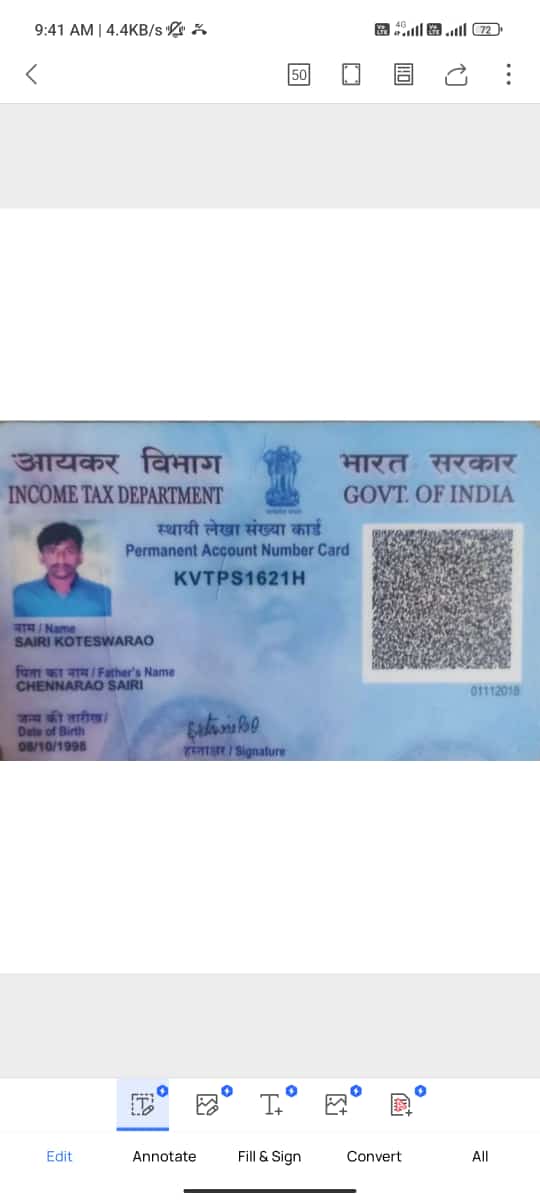 9:41 AM | 4.4KB/s
4G
72
50
आयकर विभाग
INCOME TAX DEPARTMENT
भारत सरकार
GOVT. OF INDIA
स्थायी लेखा संख्या कार्ड
Permanent Account Number Card
KVTPS1621H
नाम / Name
SAIRI KOTESWARAO
पिता का नाम / Father's Name
CHENNARAO SAIRI
01112018
जन्म की तारीख/
Date of Birth
08/10/1998
हस्ताक्षर / Signature
Edit
Annotate
Fill & Sign
Convert
All